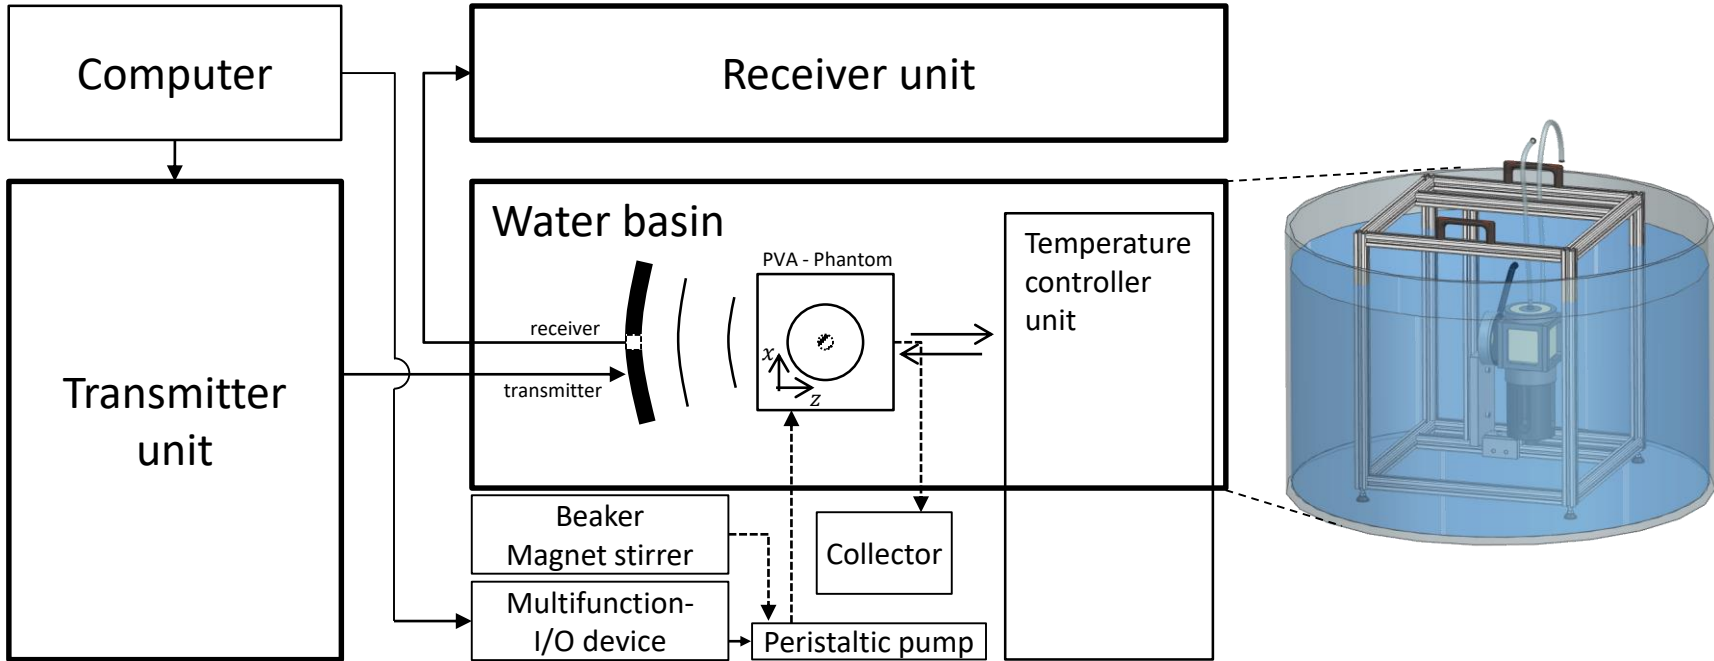 Computer
Receiver unit
Transmitter
unit
Water basin
PVA - Phantom
receiver
transmitter
x
z
Temperature
controller
unit
Beaker
Magnet stirrer
Collector
Multifunction-
I/O device
Peristaltic pump